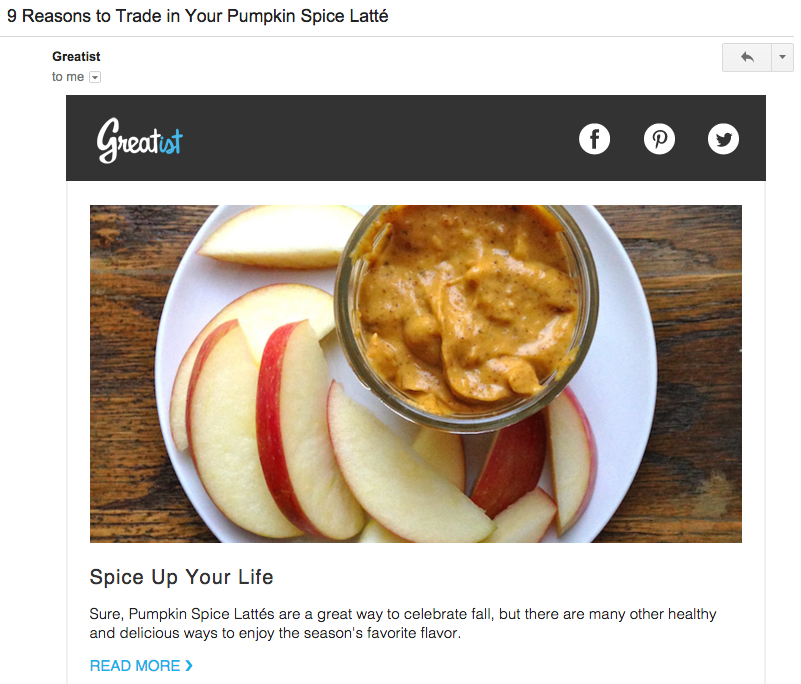 9 Reasons to Trade in Your Pumpkin Spice Latté
Greatist
to me
Greatist
Spice Up Your Life
Sure, Pumpkin Spice Lattés are a great way to celebrate fall, but there are many other healthy
and delicious ways to enjoy the season's favorite flavor.
READ MORE